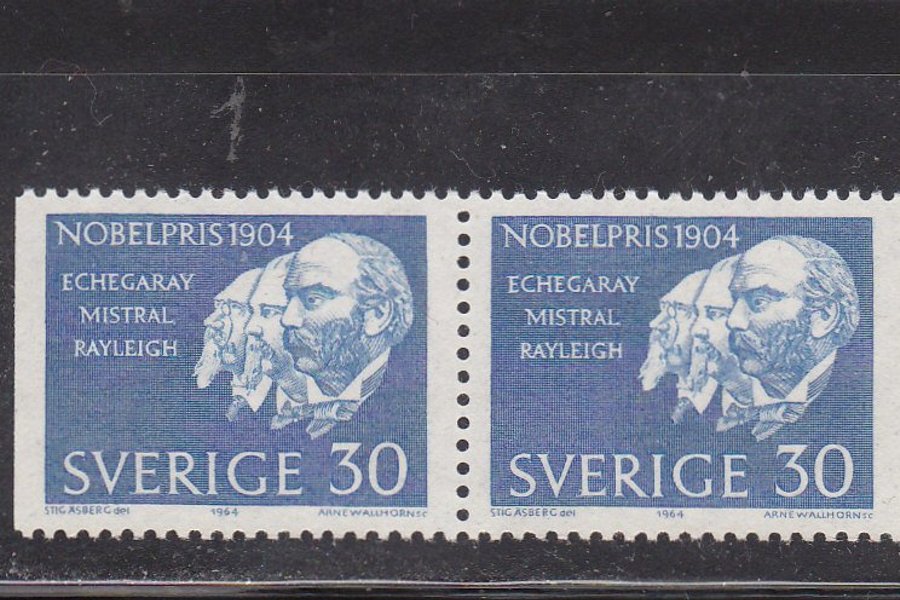 NOBELPRIS 1904
ECHEGARAY
MISTRAL
RAYLEIGH
SVERIGE 30
STIG ÅSBERG del 1964 ARNE WALLHORN sc
NOBELPRIS 1904
ECHEGARAY
MISTRAL
RAYLEIGH
SVERIGE 30
STIG ÅSBERG del 1964 ARNE WALLHORN sc